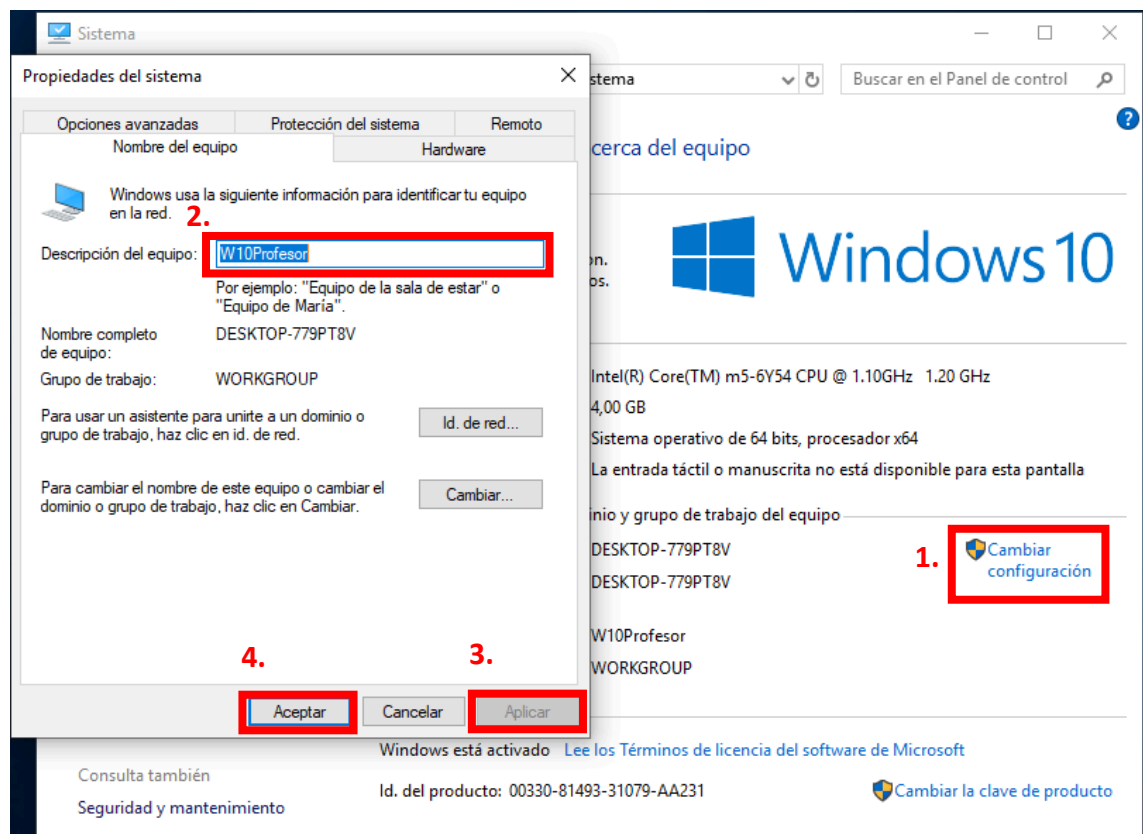 Sistema
Propiedades del sistema
stema
Buscar en el Panel de control
Opciones avanzadas
Protección del sistema
Remoto
Nombre del equipo
Hardware
Windows usa la siguiente información para identificar tu equipo
en la red.
2.
Descripción del equipo:
W10Profesor
Por ejemplo: "Equipo de la sala de estar" o
"Equipo de María".
Nombre completo
de equipo:
DESKTOP-779PT8V
Grupo de trabajo:
WORKGROUP
Para usar un asistente para unirte a un dominio o
grupo de trabajo, haz clic en id. de red.
Id. de red...
Para cambiar el nombre de este equipo o cambiar el
dominio o grupo de trabajo, haz clic en Cambiar.
Cambiar...
4.
3.
Aceptar
Cancelar
Aplicar
?
cerca del equipo
on.
os.
Windows 10
Intel(R) Core(TM) m5-6Y54 CPU @ 1.10GHz 1.20 GHz
4,00 GB
Sistema operativo de 64 bits, procesador x64
La entrada táctil o manuscrita no está disponible para esta pantalla
inio y grupo de trabajo del equipo
DESKTOP-779PT8V
1.
Cambiar
configuración
DESKTOP-779PT8V
W10Profesor
WORKGROUP
Windows está activado Lee los Términos de licencia del software de Microsoft
Consulta también
Seguridad y mantenimiento
Id. del producto: 00330-81493-31079-AA231
Cambiar la clave de producto